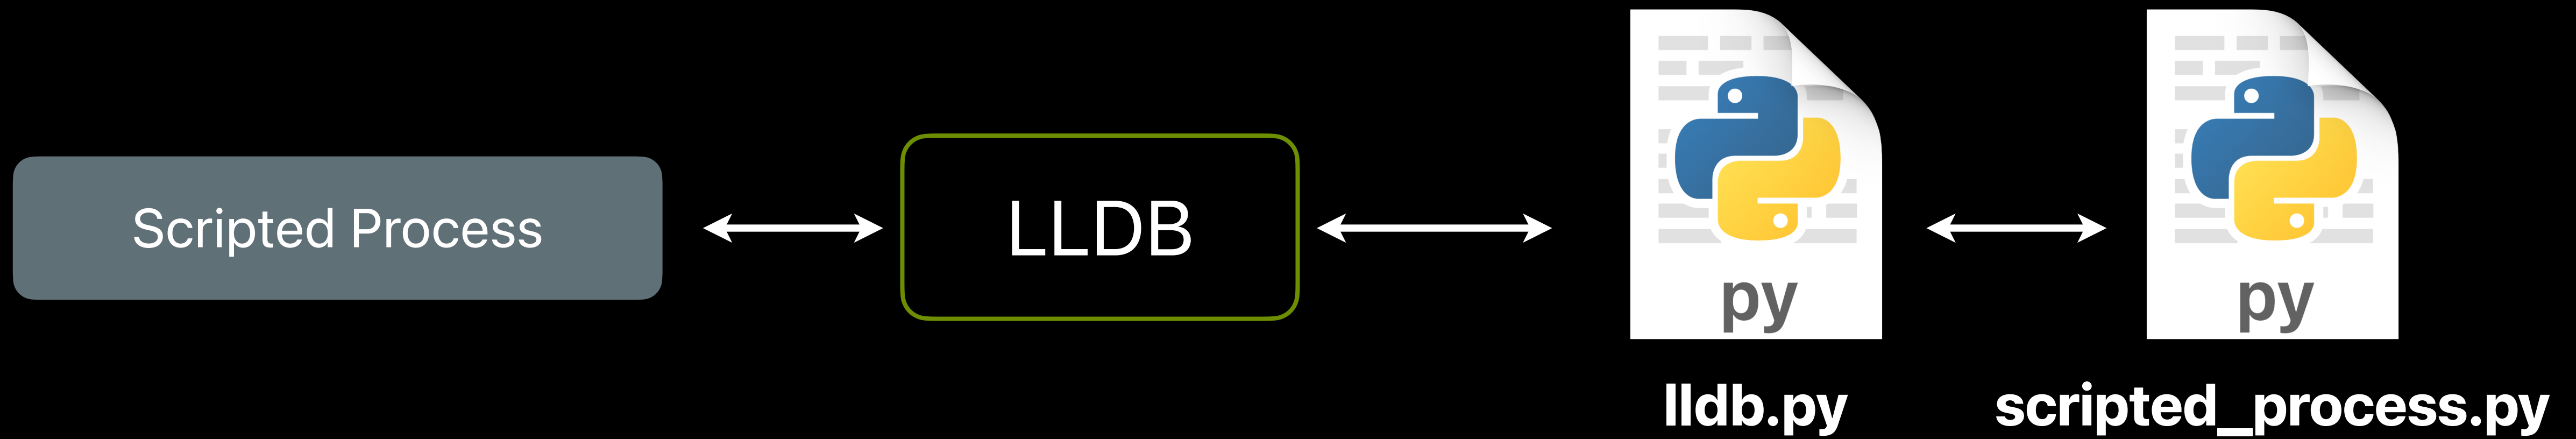 Scripted Process
LLDB
py
py
lldb.py
scripted_process.py